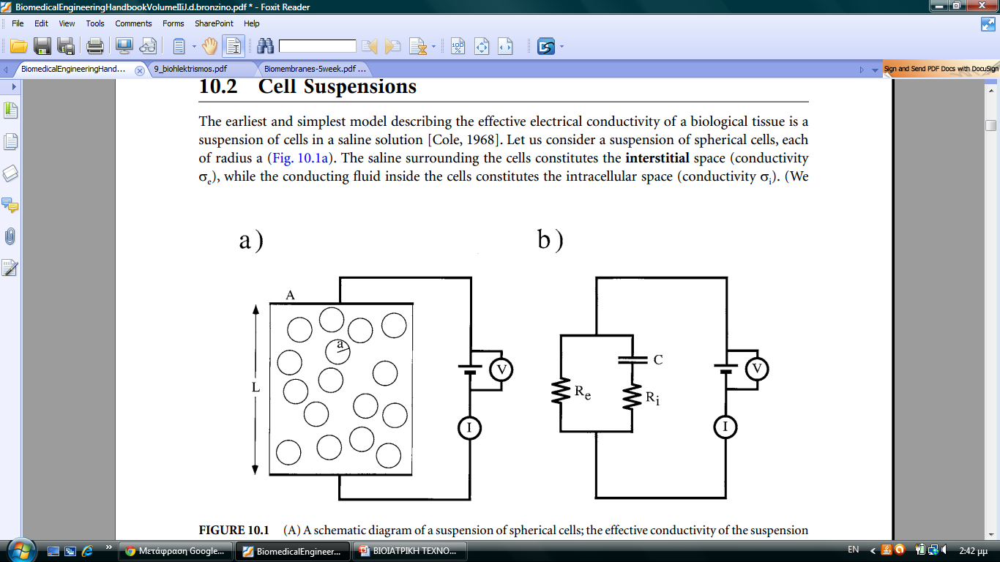 BiomedicalEngineeringHandbookVolumeIIiJ.d.bronzino.pdf * - Foxit Reader
File Edit View Tools Comments Forms SharePoint Help
BiomedicalEngineeringHand... 9_biohlektrismos.pdf Biomembranes-5week.pdf ... Sign and Send PDF Docs with DocuSign
10.2 Cell Suspensions
The earliest and simplest model describing the effective electrical conductivity of a biological tissue is a
suspension of cells in a saline solution [Cole, 1968]. Let us consider a suspension of spherical cells, each
of radius a (Fig. 10.1a). The saline surrounding the cells constitutes the interstitial space (conductivity
σe), while the conducting fluid inside the cells constitutes the intracellular space (conductivity σi). (We
a)
b)
A
a
L
V
I
C
Re
Ri
V
I
FIGURE 10.1 (A) A schematic diagram of a suspension of spherical cells; the effective conductivity of the suspension
Μετάφραση Google... BiomedicalEngineer... ΒΙΟΙΑΤΡΙΚΗ ΤΕΧΝΟ... EN 2:42 μμ